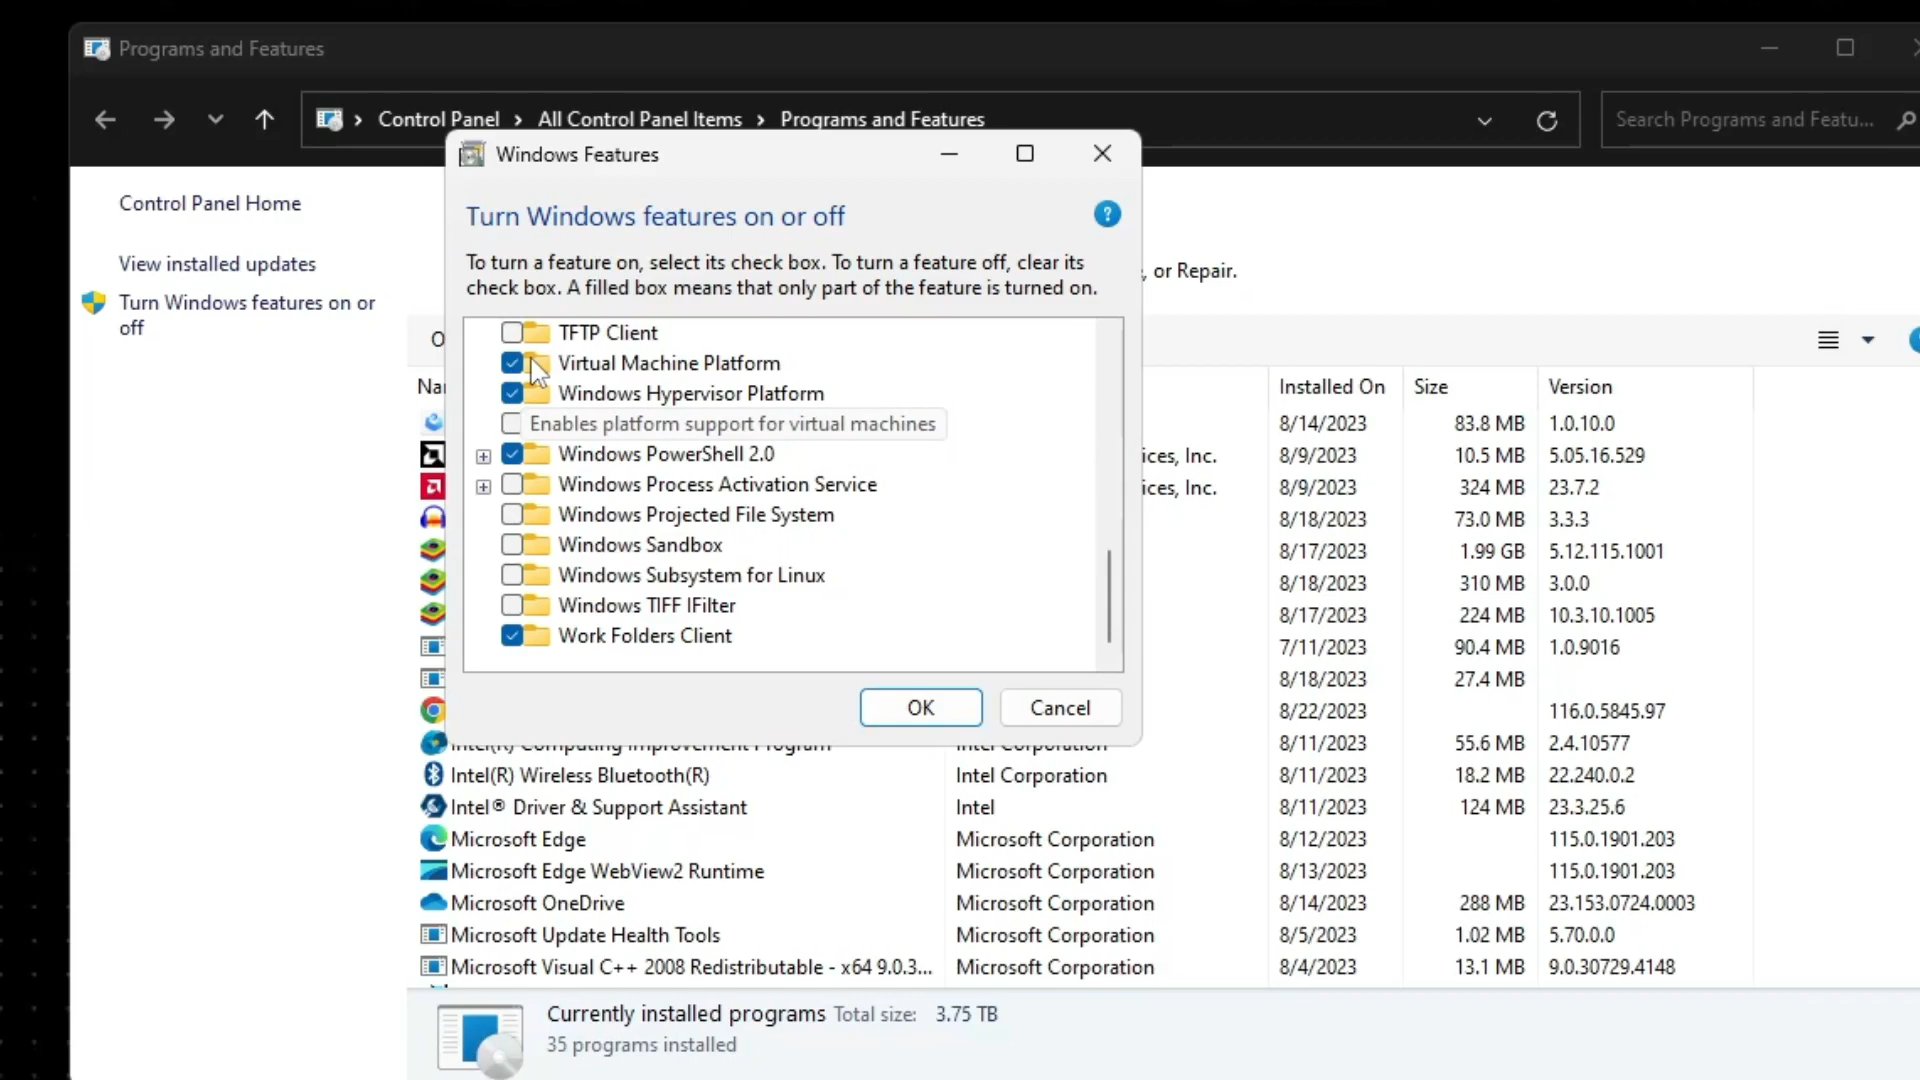 Programs and Features
Control Panel > All Control Panel Items > Programs and Features
Search Programs and Featu...
Control Panel Home
View installed updates
Turn Windows features on or
off
Windows Features
Turn Windows features on or off
?
To turn a feature on, select its check box. To turn a feature off, clear its
check box. A filled box means that only part of the feature is turned on.
TFTP Client
Virtual Machine Platform
Windows Hypervisor Platform
Enables platform support for virtual machines
Windows PowerShell 2.0
Windows Process Activation Service
Windows Projected File System
Windows Sandbox
Windows Subsystem for Linux
Windows TIFF IFilter
Work Folders Client
OK Cancel
, or Repair.
Installed On Size Version
8/14/2023 83.8 MB 1.0.10.0
ices, Inc. 8/9/2023 10.5 MB 5.05.16.529
ices, Inc. 8/9/2023 324 MB 23.7.2
8/18/2023 73.0 MB 3.3.3
8/17/2023 1.99 GB 5.12.115.1001
8/18/2023 310 MB 3.0.0
8/17/2023 224 MB 10.3.10.1005
7/11/2023 90.4 MB 1.0.9016
8/18/2023 27.4 MB
8/22/2023 116.0.5845.97
Intel(R) Computing Improvement Program Intel Corporation 8/11/2023 55.6 MB 2.4.10577
Intel(R) Wireless Bluetooth(R) Intel Corporation 8/11/2023 18.2 MB 22.240.0.2
Intel® Driver & Support Assistant Intel 8/11/2023 124 MB 23.3.25.6
Microsoft Edge Microsoft Corporation 8/12/2023 115.0.1901.203
Microsoft Edge WebView2 Runtime Microsoft Corporation 8/13/2023 115.0.1901.203
Microsoft OneDrive Microsoft Corporation 8/14/2023 288 MB 23.153.0724.0003
Microsoft Update Health Tools Microsoft Corporation 8/5/2023 1.02 MB 5.70.0.0
Microsoft Visual C++ 2008 Redistributable - x64 9.0.3... Microsoft Corporation 8/4/2023 13.1 MB 9.0.30729.4148
Currently installed programs Total size: 3.75 TB
35 programs installed